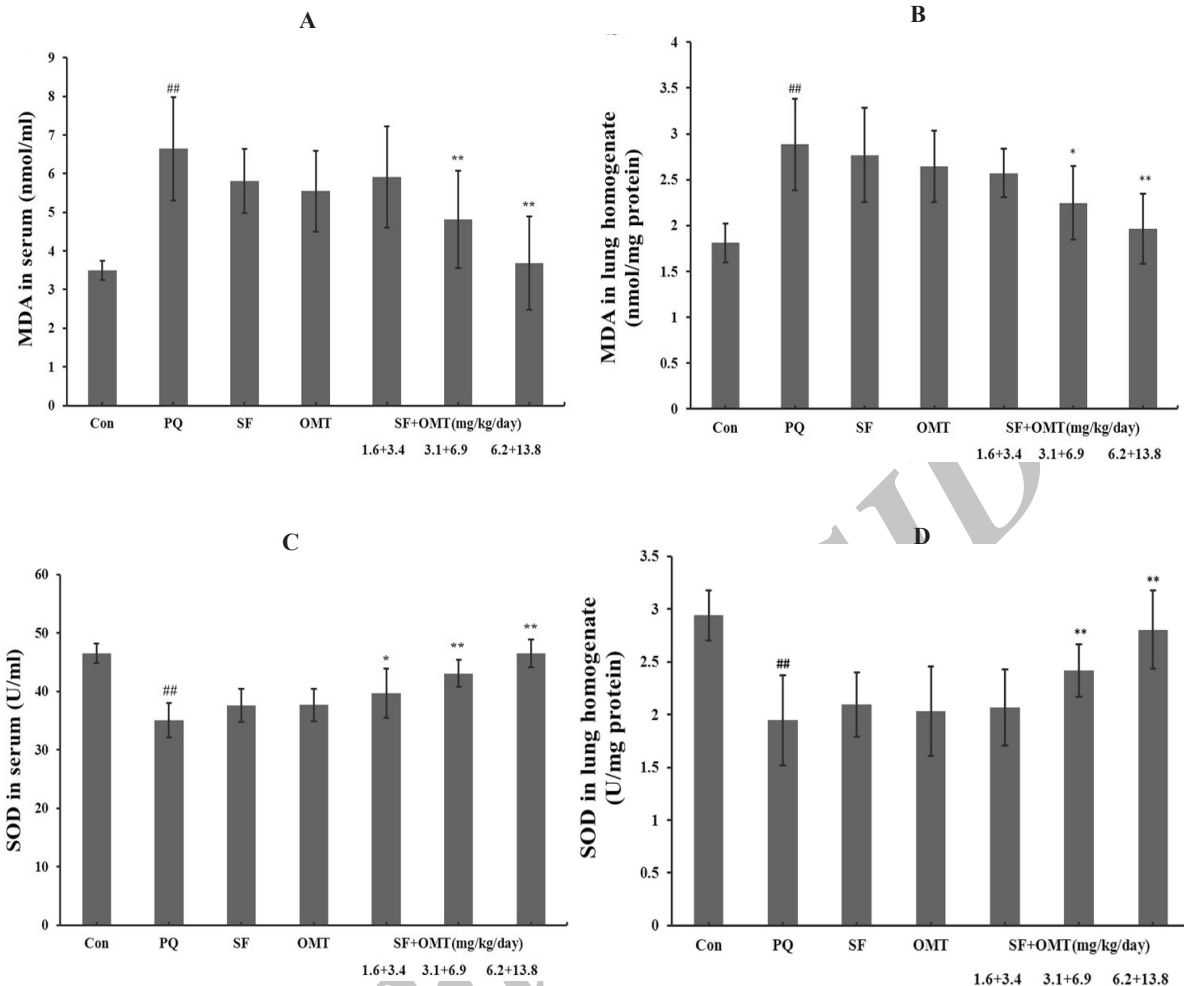 A
MDA in serum (nmol/ml)
9
8
7
6
5
4
3
2
1
0
##
**
**
Con PQ SF OMT SF+OMT(mg/kg/day)
1.6+3.4 3.1+6.9 6.2+13.8
B
MDA in lung homogenate
(nmol/mg protein)
4
3.5
3
2.5
2
1.5
1
0.5
0
##
*
**
Con PQ SF OMT SF+OMT(mg/kg/day)
1.6+3.4 3.1+6.9 6.2+13.8
C
SOD in serum (U/ml)
60
50
40
30
20
10
0
##
*
**
**
Con PQ SF OMT SF+OMT(mg/kg/day)
1.6+3.4 3.1+6.9 6.2+13.8
D
SOD in lung homogenate
(U/mg protein)
3.5
3
2.5
2
1.5
1
0.5
0
##
**
**
Con PQ SF OMT SF+OMT(mg/kg/day)
1.6+3.4 3.1+6.9 6.2+13.8